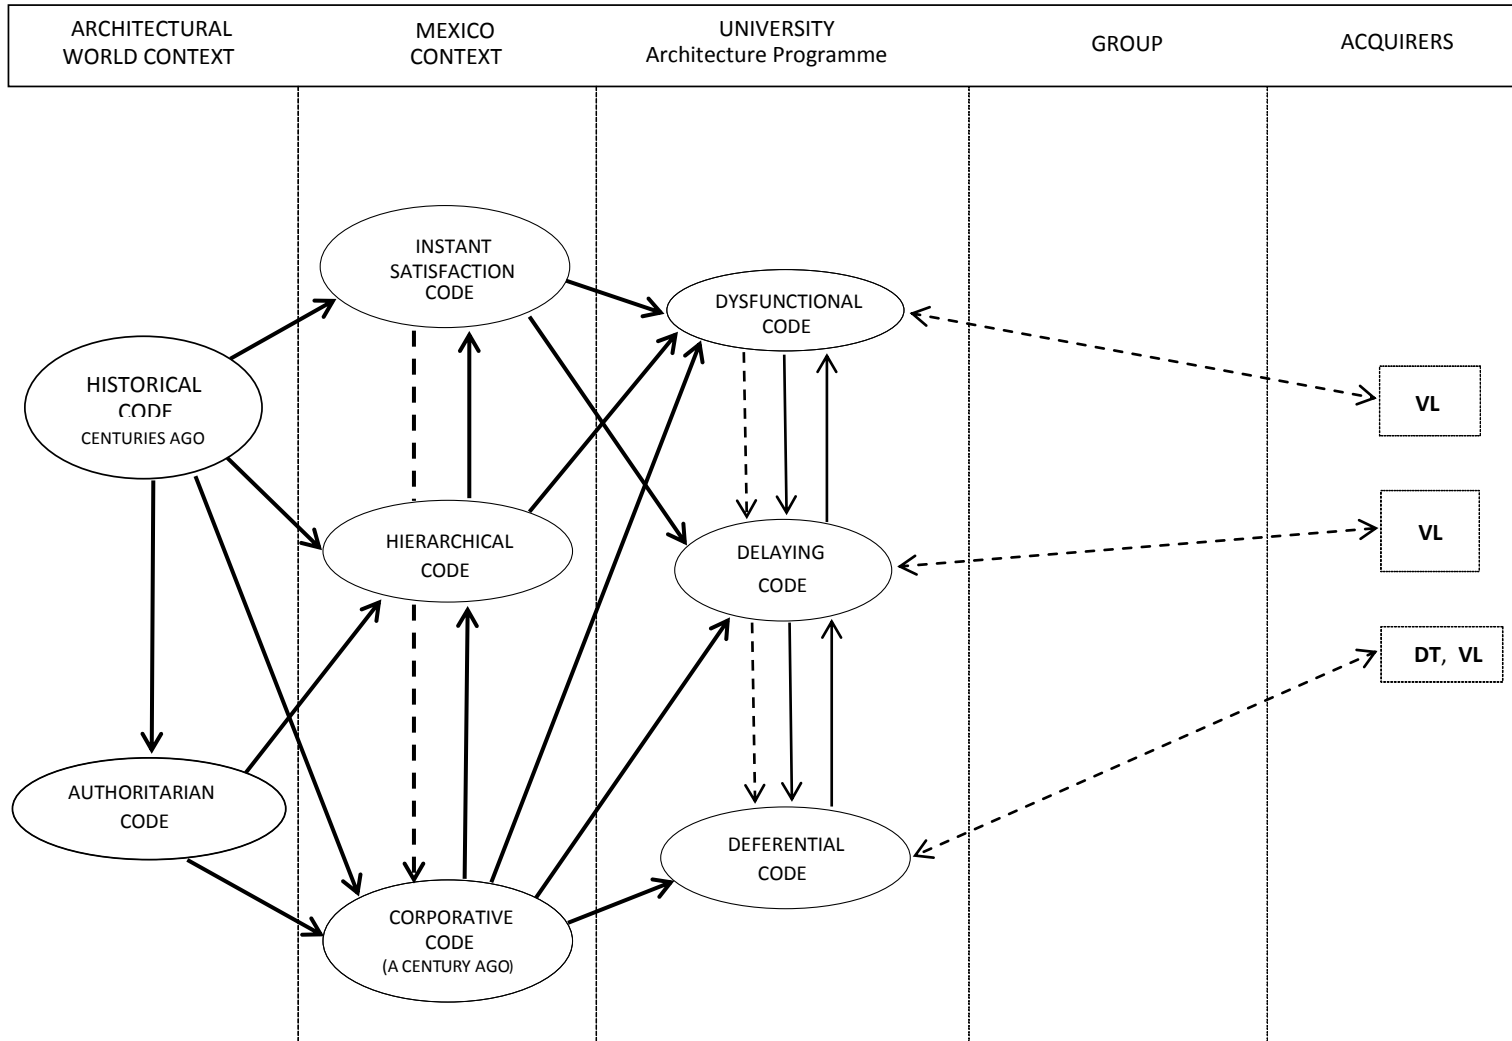 ARCHITECTURAL
WORLD CONTEXT
MEXICO
CONTEXT
UNIVERSITY
Architecture Programme
GROUP
ACQUIRERS
INSTANT
SATISFACTION
CODE
DYSFUNCTIONAL
CODE
HISTORICAL
CODE
CENTURIES AGO
VL
HIERARCHICAL
CODE
DELAYING
CODE
VL
DT, VL
AUTHORITARIAN
CODE
DEFERENTIAL
CODE
CORPORATIVE
CODE
(A CENTURY AGO)